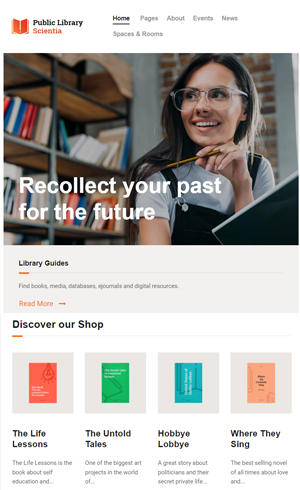 Public Library
Scientia
Home Pages About Events News
Spaces & Rooms
Recollect your past
for the future
Library Guides
Find books, media, databases, ejournals and digital resources.
Read More
Discover our Shop
The Life
Lessons
The Life Lessons is the
book about self
education and...
The Untold
Tales
One of the biggest art
projects in the world
of...
Hobbye
Lobbye
A great story about
politicians and their
secret private life...
Where They
Sing
The best selling novel
of all times about love
and...